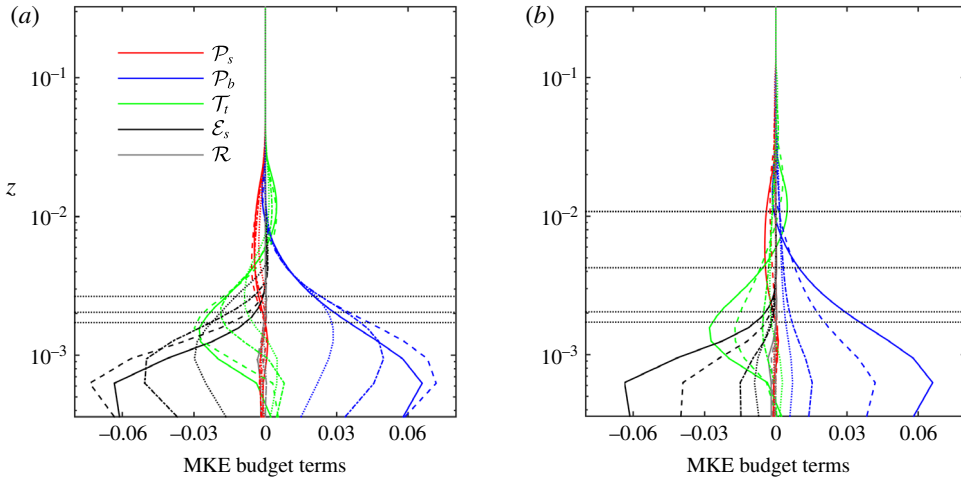 (a)
𝒫ₛ
𝒫_b
𝒯ₜ
ℰₛ
ℛ
z
10⁻¹
10⁻²
10⁻³
−0.06 −0.03 0 0.03 0.06
MKE budget terms
(b)
10⁻¹
10⁻²
10⁻³
−0.06 −0.03 0 0.03 0.06
MKE budget terms